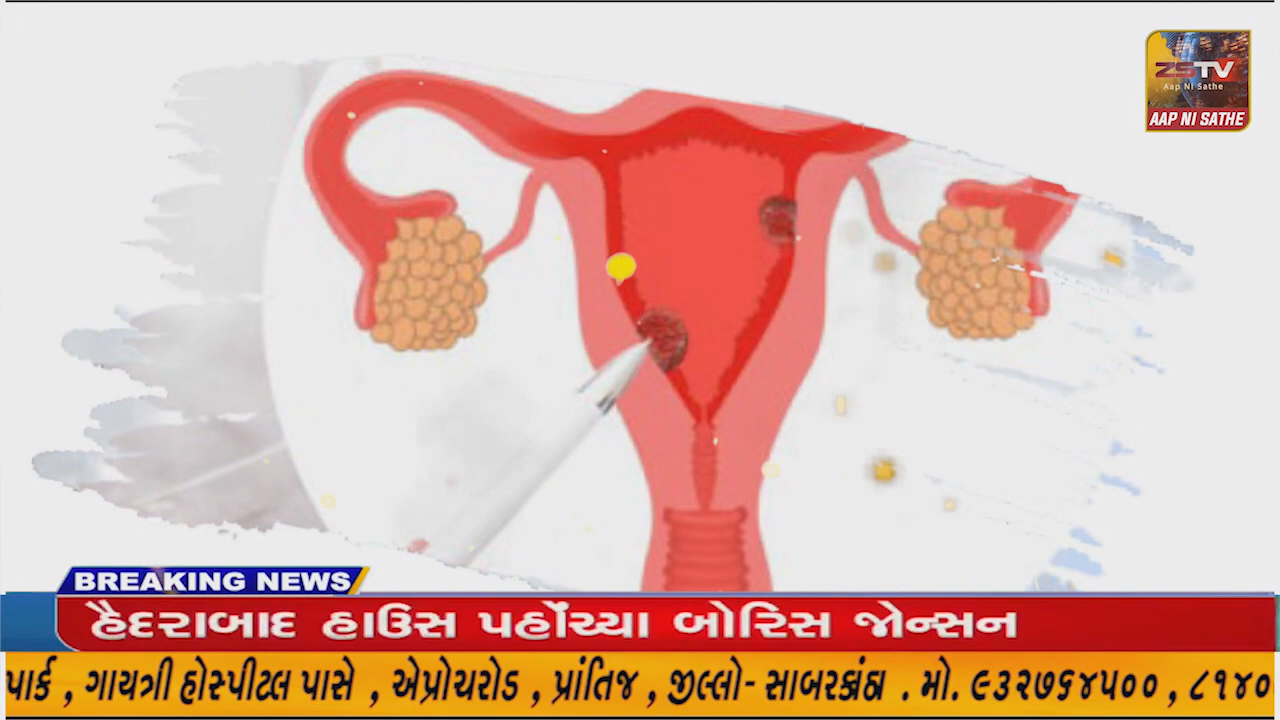 ZSTV
Aap Ni Sathe
AAP NI SATHE
BREAKING NEWS
હૈદરાબાદ હાઉસ પહોંચ્યા બોરિસ જોન્સન
પાર્ક , ગાયત્રી હોસ્પીટલ પાસે , એપ્રોચરોડ , પ્રાંતિજ , જીલ્લો- સાબરકાંઠા . મો. ૯૩૨૭૬૪૫૦૦ , ૮૧૪૦